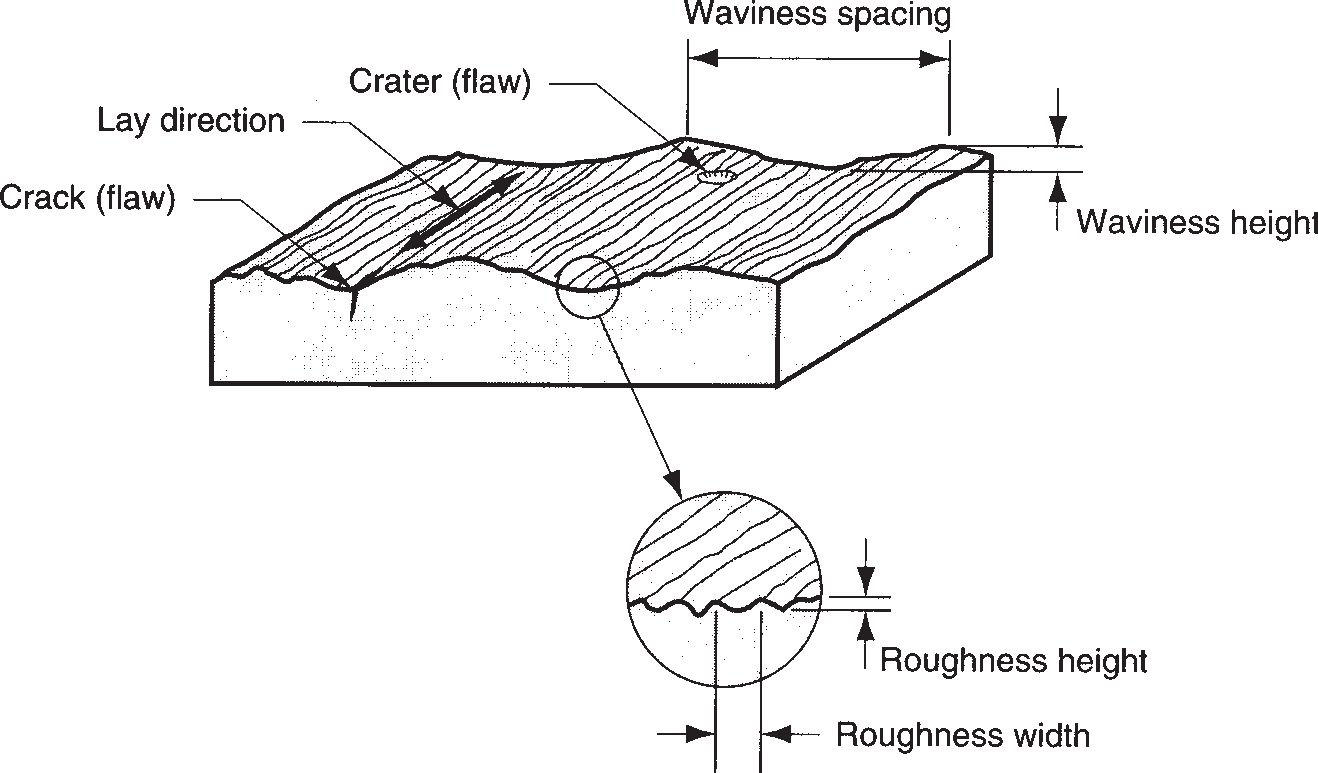 Waviness spacing
Crater (flaw)
Lay direction
Crack (flaw)
Waviness height
Roughness height
Roughness width